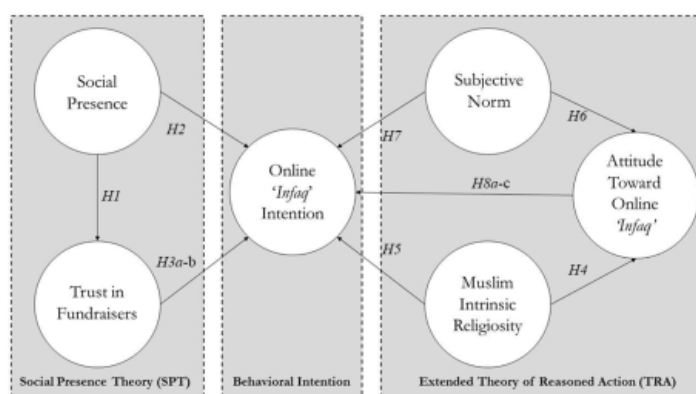 Social
Presence
H2
H1
Trust in
Fundraisers
H3a-b
Social Presence Theory (SPT)
Online
'Infaq'
Intention
Behavioral Intention
Subjective
Norm
H7
H6
H8a-c
Attitude
Toward
Online
'Infaq'
H5
H4
Muslim
Intrinsic
Religiosity
Extended Theory of Reasoned Action (TRA)